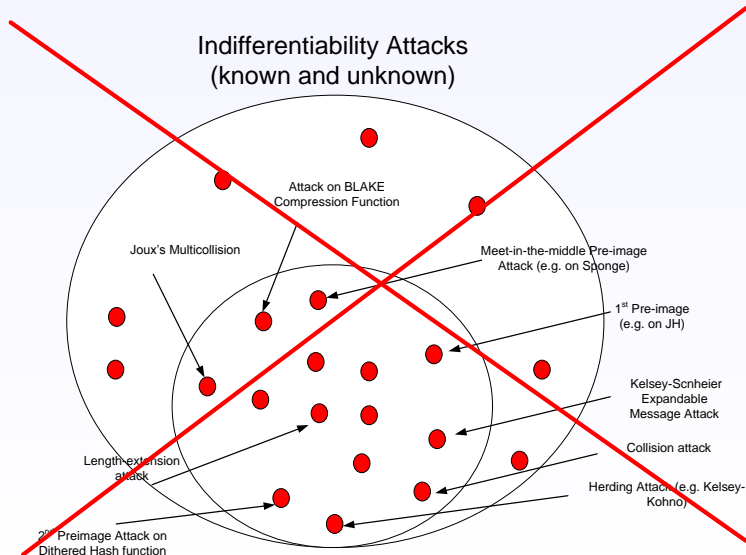 Indifferentiability Attacks
(known and unknown)
Attack on BLAKE
Compression Function
Joux's Multicollision
Meet-in-the-middle Pre-image
Attack (e.g. on Sponge)
1st Pre-image
(e.g. on JH)
Kelsey-Scnheier
Expandable
Message Attack
Length-extension
attack
Collision attack
Herding Attack (e.g. Kelsey-
Kohno)
2nd Preimage Attack on
Dithered Hash function